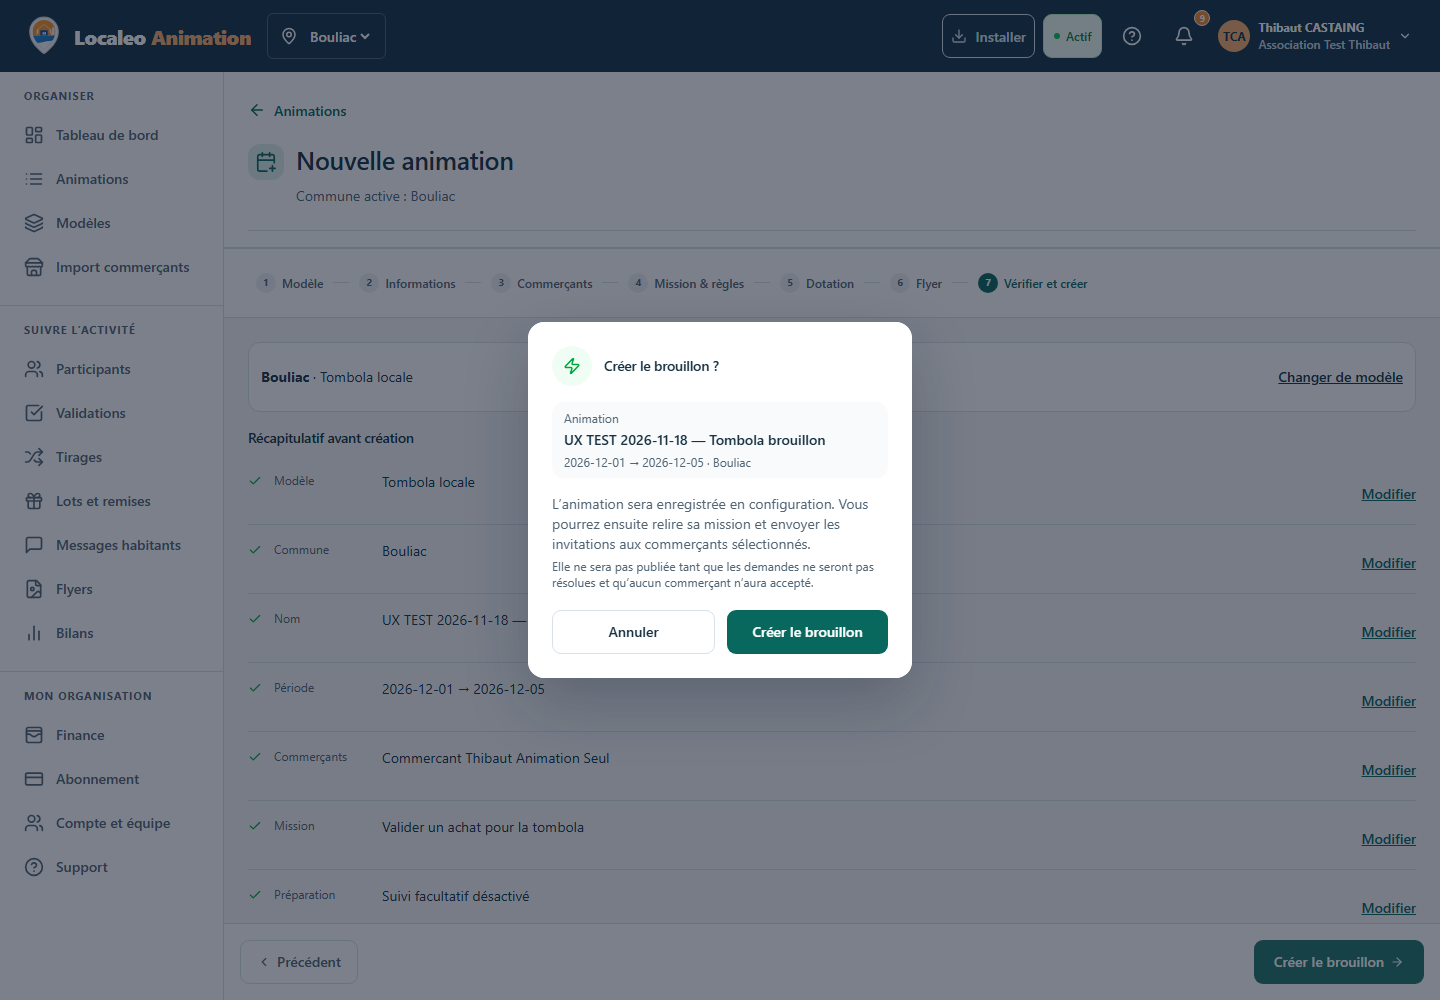 Localeo Animation
Bouliac
Installer
Actif
9
TCA
Thibaut CASTAING
Association Test Thibaut
ORGANISER
Tableau de bord
Animations
Modèles
Import commerçants
SUIVRE L'ACTIVITÉ
Participants
Validations
Tirages
Lots et remises
Messages habitants
Flyers
Bilans
MON ORGANISATION
Finance
Abonnement
Compte et équipe
Support
Animations
Nouvelle animation
Commune active : Bouliac
1 Modèle
2 Informations
3 Commerçants
4 Mission & règles
5 Dotation
6 Flyer
7 Vérifier et créer
Bouliac · Tombola locale
Changer de modèle
Récapitulatif avant création
Modèle Tombola locale Modifier
Commune Bouliac Modifier
Nom UX TEST 2026-11-18 — Modifier
Période 2026-12-01 → 2026-12-05 Modifier
Commerçants Commercant Thibaut Animation Seul Modifier
Mission Valider un achat pour la tombola Modifier
Préparation Suivi facultatif désactivé Modifier
Précédent
Créer le brouillon →
Créer le brouillon ?
Animation
UX TEST 2026-11-18 — Tombola brouillon
2026-12-01 → 2026-12-05 · Bouliac
L'animation sera enregistrée en configuration. Vous
pourrez ensuite relire sa mission et envoyer les
invitations aux commerçants sélectionnés.
Elle ne sera pas publiée tant que les demandes ne seront pas
résolues et qu'aucun commerçant n'aura accepté.
Annuler
Créer le brouillon